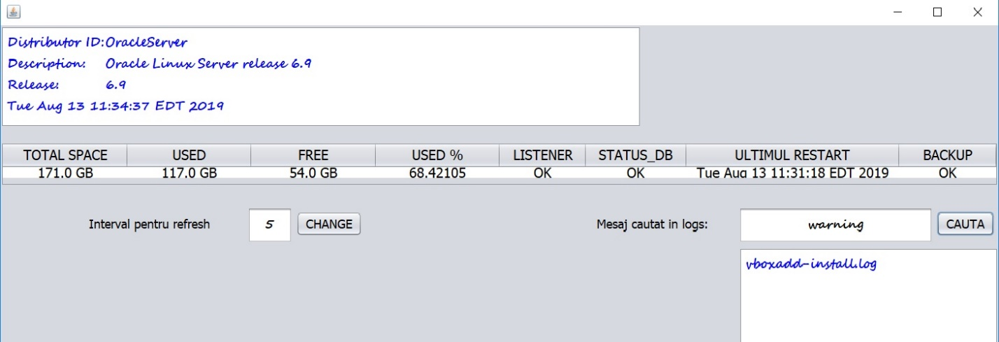 Distributor ID:OracleServer
Description: Oracle Linux Server release 6.9
Release: 6.9
Tue Aug 13 11:34:37 EDT 2019
TOTAL SPACE USED FREE USED % LISTENER STATUS_DB ULTIMUL RESTART BACKUP
171.0 GB 117.0 GB 54.0 GB 68.42105 OK OK Tue Aug 13 11:31:18 EDT 2019 OK
Interval pentru refresh 5 CHANGE Mesaj cautat in logs: warning CAUTA
vboxadd-install.log